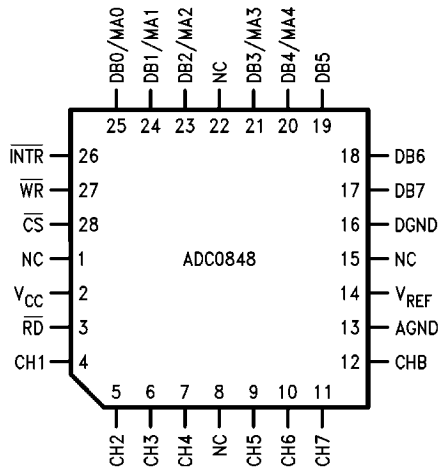 DB0/MA0 DB1/MA1 DB2/MA2 NC DB3/MA3 DB4/MA4 DB5
25 24 23 22 21 20 19
INTR 26 18 DB6
WR 27 17 DB7
CS 28 16 DGND
NC 1 ADC0848 15 NC
VCC 2 14 VREF
RD 3 13 AGND
CH1 4 12 CHB
5 6 7 8 9 10 11
CH2 CH3 CH4 NC CH5 CH6 CH7